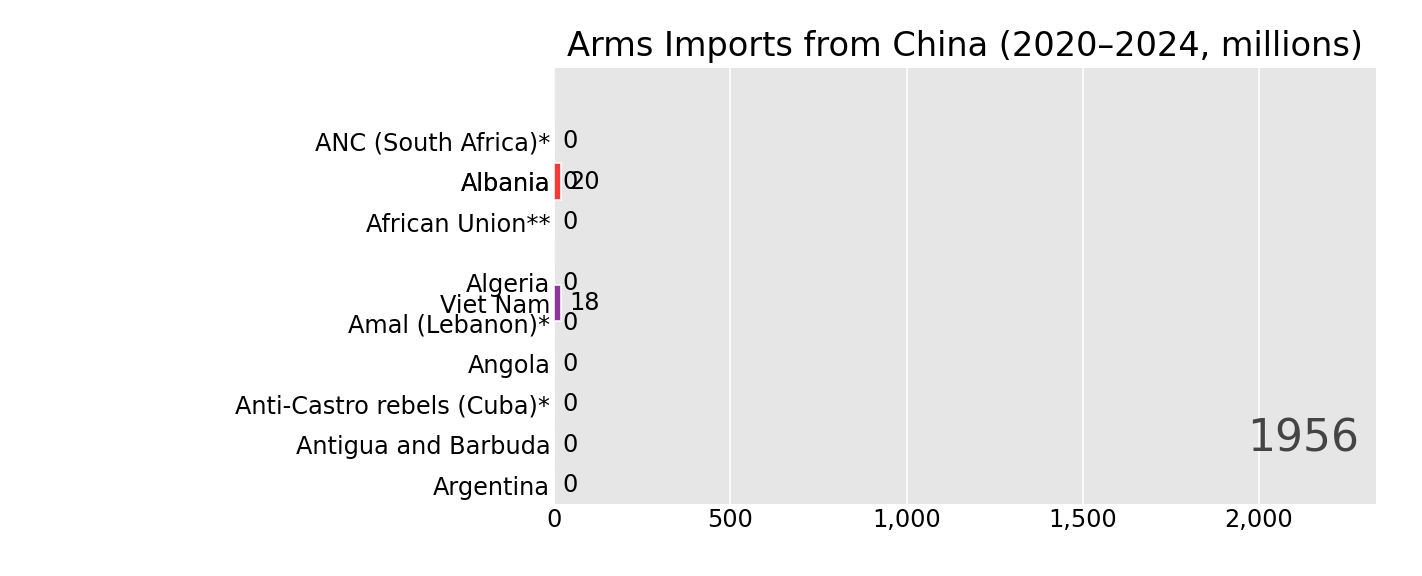 Arms Imports from China (2020–2024, millions)
ANC (South Africa)* 0
Albania 0 20
African Union** 0
Algeria 0
Viet Nam 18
Amal (Lebanon)* 0
Angola 0
Anti-Castro rebels (Cuba)* 0
1956
Antigua and Barbuda 0
Argentina 0
0 500 1,000 1,500 2,000